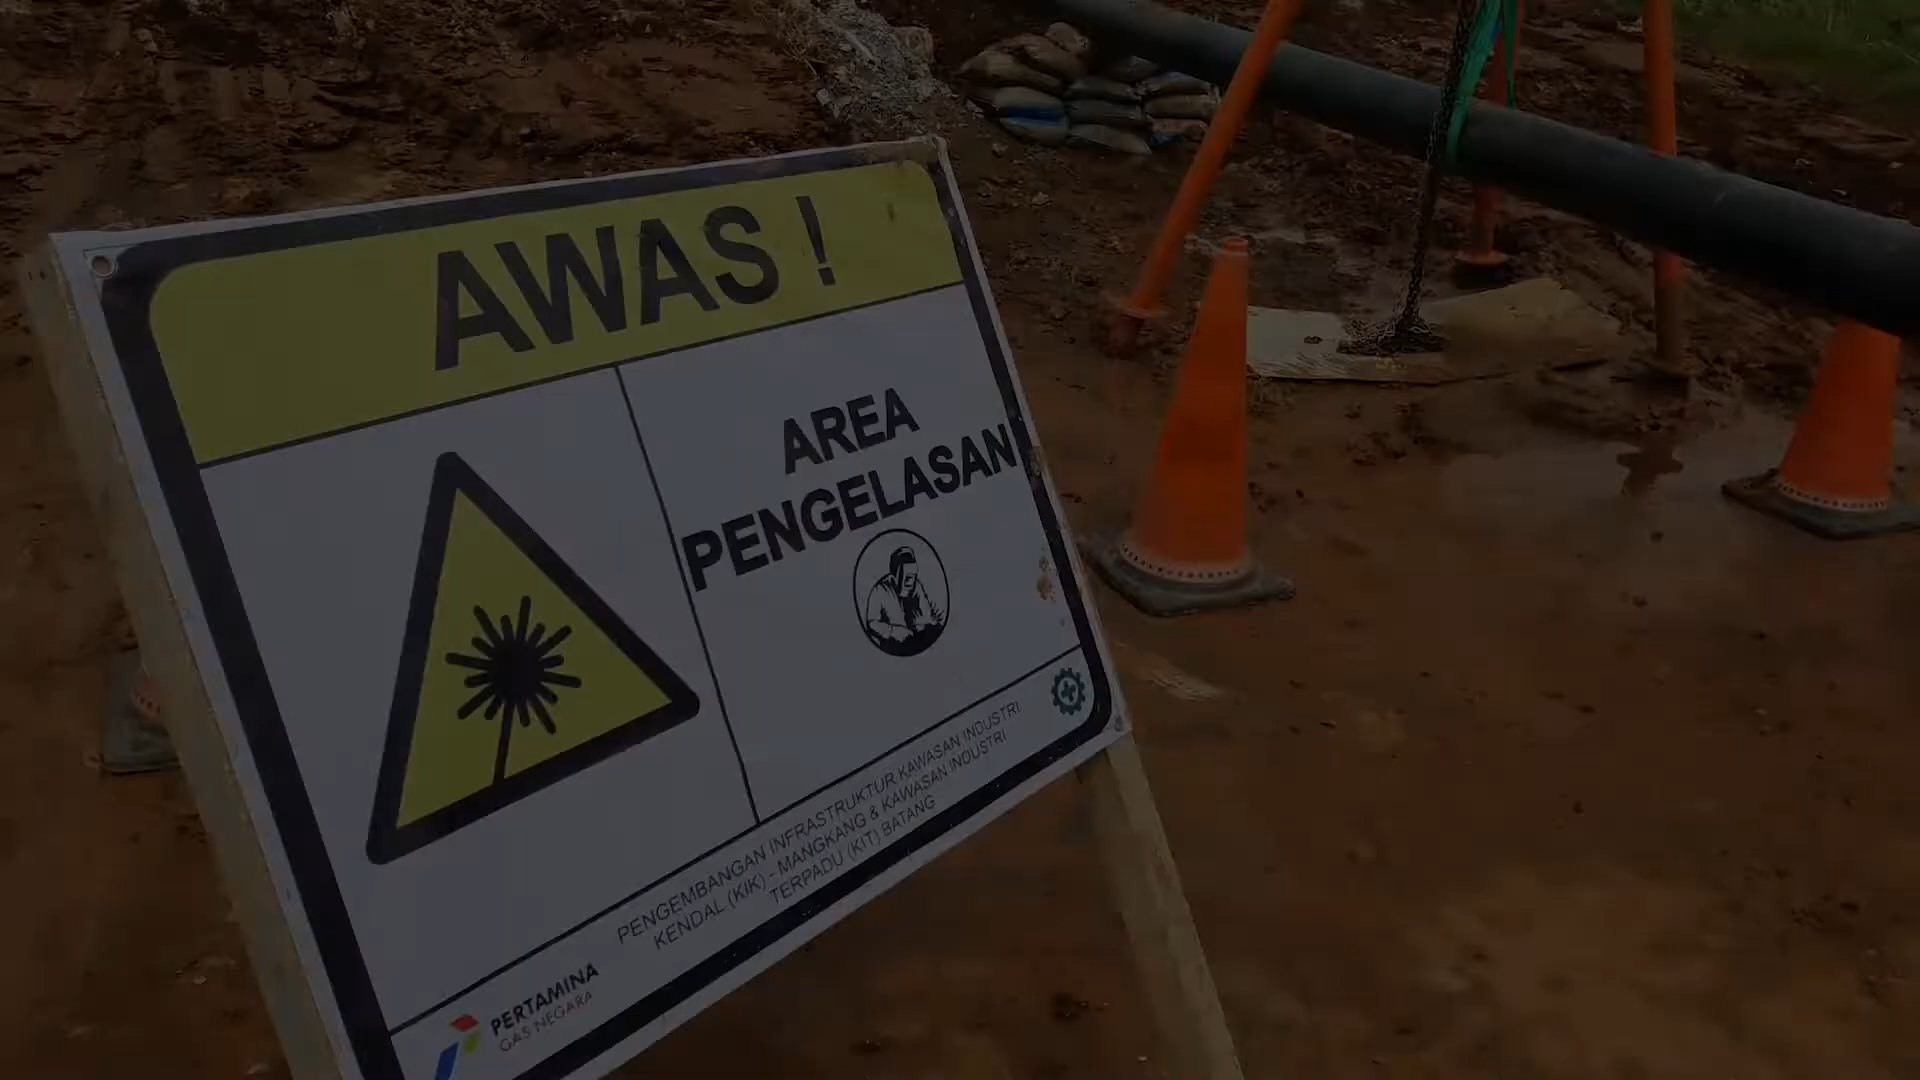 AWAS !
AREA
PENGELASAN
PENGEMBANGAN INFRASTRUKTUR KAWASAN INDUSTRI
KENDAL (KIK) - MANGKANG & KAWASAN INDUSTRI
TERPADU (KIT) BATANG
PERTAMINA
GAS NEGARA